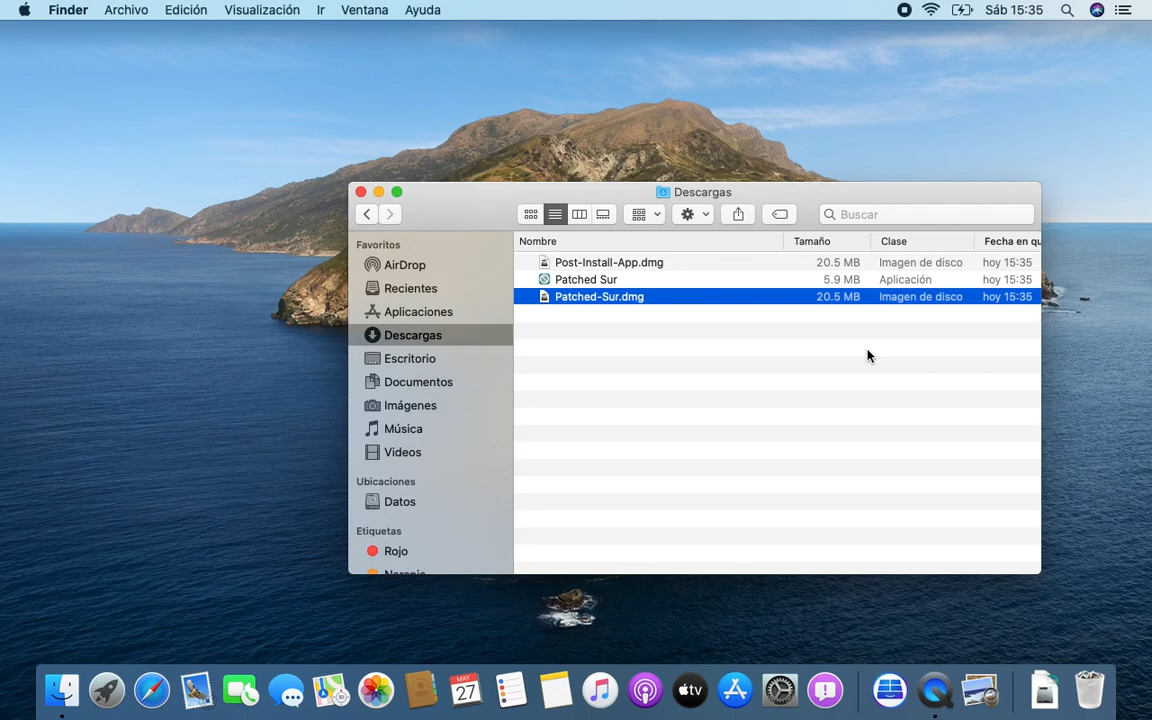 Finder Archivo Edición Visualización Ir Ventana Ayuda Sáb 15:35
Descargas
Buscar
Favoritos
AirDrop
Recientes
Aplicaciones
Descargas
Escritorio
Documentos
Imágenes
Música
Videos
Ubicaciones
Datos
Etiquetas
Rojo
Naranja
Nombre Tamaño Clase Fecha en qu
Post-Install-App.dmg 20.5 MB Imagen de disco hoy 15:35
Patched Sur 5.9 MB Aplicación hoy 15:35
Patched-Sur.dmg 20.5 MB Imagen de disco hoy 15:35
MAY
27
tv